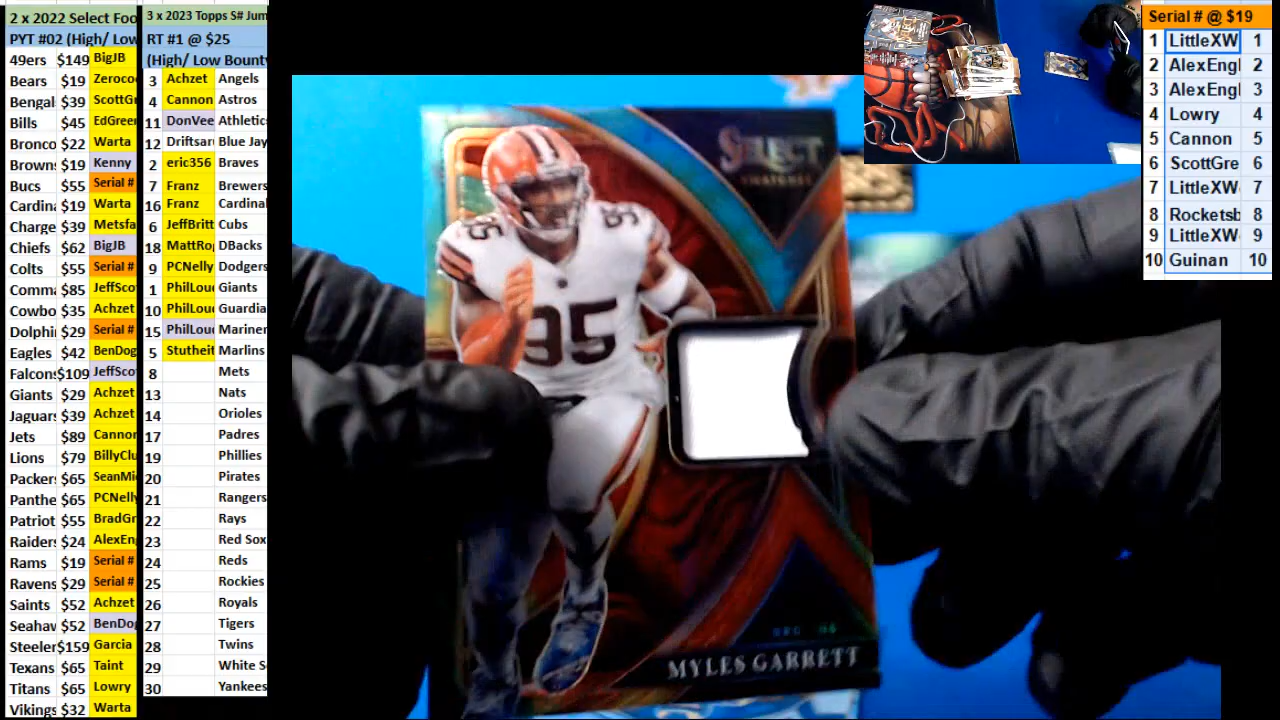 2 x 2022 Select Foo
PYT #02 (High/ Low
49ers $149 BigJB
Bears $19 Zeroco
Bengal $39 ScottGr
Bills $45 EdGreen
Bronco $22 Warta
Browns $19 Kenny
Bucs $55 Serial #
Cardina $19 Warta
Charge $39 Metsfa
Chiefs $62 BigJB
Colts $55 Serial #
Comma $85 JeffSco
Cowbo $35 Achzet
Dolphi $29 Serial #
Eagles $42 BenDog
Falcons $109 JeffSco
Giants $29 Achzet
Jaguars $39 Achzet
Jets $89 Cannon
Lions $79 BillyClu
Packers $65 SeanMi
Panthe $65 PCNelly
Patriot $55 BradGr
Raiders $24 AlexEn
Rams $19 Serial #
Ravens $29 Serial #
Saints $52 Achzet
Seahaw $52 BenDog
Steeler $159 Garcia
Texans $65 Taint
Titans $65 Lowry
Vikings $32 Warta
3 x 2023 Topps S# Jum
RT #1 @ $25
(High/ Low Bounty
3 Achzet Angels
4 Cannon Astros
11 DonVee Athletic
12 Driftsar Blue Jay
2 eric356 Braves
7 Franz Brewers
16 Franz Cardinal
6 JeffBritt Cubs
18 MattRog DBacks
9 PCNelly Dodgers
1 PhilLou Giants
10 PhilLou Guardia
15 PhilLou Mariner
5 Stutheit Marlins
8 Mets
13 Nats
14 Orioles
17 Padres
19 Phillies
20 Pirates
21 Rangers
22 Rays
23 Red Sox
24 Reds
25 Rockies
26 Royals
27 Tigers
28 Twins
29 White S
30 Yankees
SELECT
SWATCHES
95
95
MYLES GARRETT
Serial # @ $19
1 LittleXW 1
2 AlexEngl 2
3 AlexEngl 3
4 Lowry 4
5 Cannon 5
6 ScottGre 6
7 LittleXW 7
8 Rocketsb 8
9 LittleXW 9
10 Guinan 10